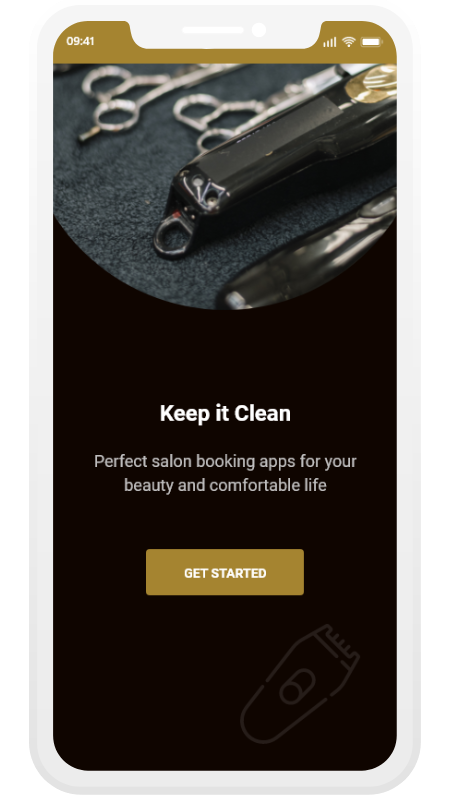 09:41
Keep it Clean
Perfect salon booking apps for your
beauty and comfortable life
GET STARTED